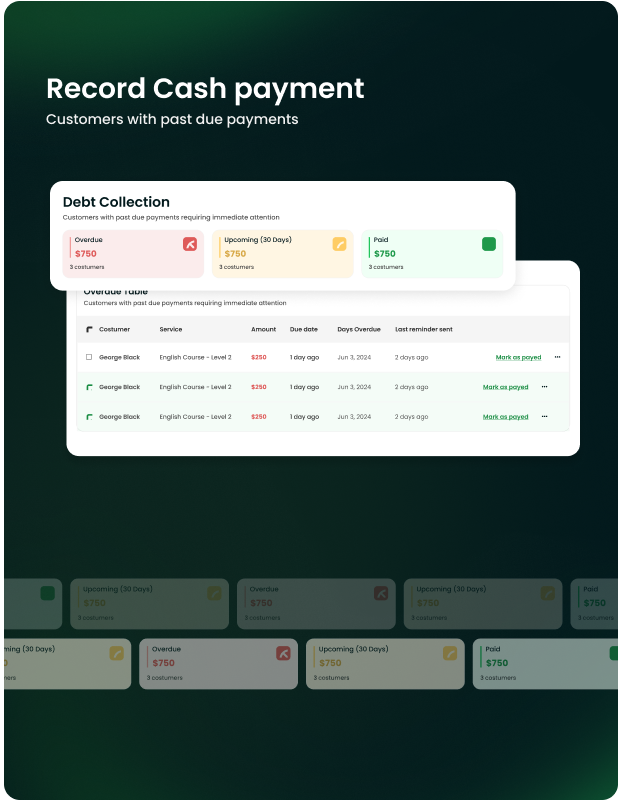 Record Cash payment
Customers with past due payments
Debt Collection
Customers with past due payments requiring immediate attention
Overdue Upcoming (30 Days) Paid
$750 $750 $750
3 costumers 3 costumers 3 costumers
Overdue Table
Customers with past due payments requiring immediate attention
Costumer Service Amount Due date Days Overdue Last reminder sent
George Black English Course - Level 2 $250 1 day ago Jun 3, 2024 2 days ago Mark as payed ...
George Black English Course - Level 2 $250 1 day ago Jun 3, 2024 2 days ago Mark as payed ...
George Black English Course - Level 2 $250 1 day ago Jun 3, 2024 2 days ago Mark as payed ...
Upcoming (30 Days) Overdue Upcoming (30 Days) Paid
$750 $750 $750 $750
3 costumers 3 costumers 3 costumers 3 costumers
ming (30 Days) Overdue Upcoming (30 Days) Paid
0 $750 $750 $750
costumers 3 costumers 3 costumers 3 costumers